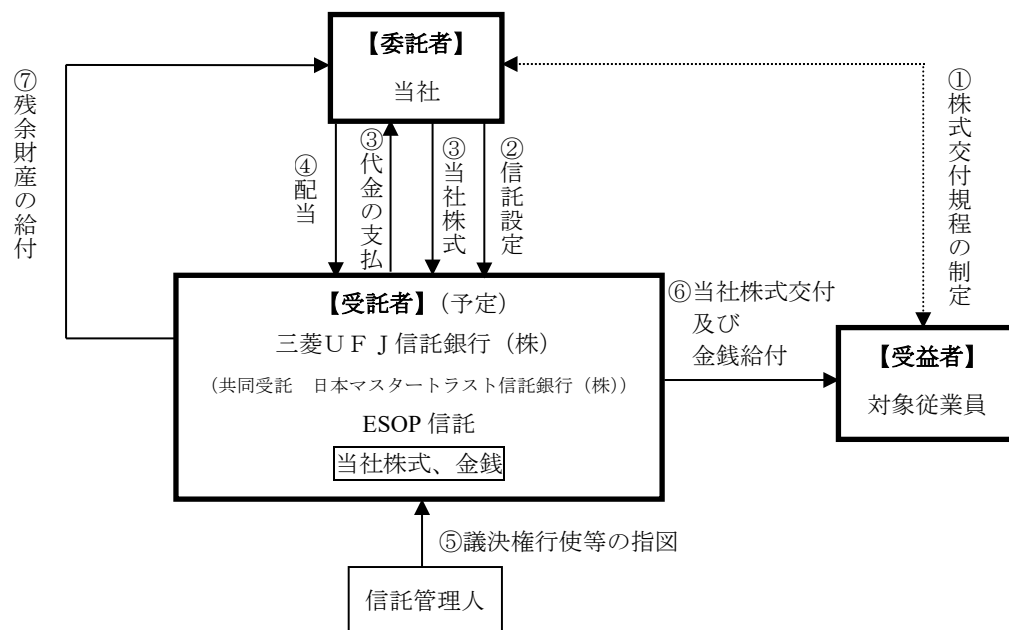 【委託者】
当社
⑦残余財産の給付
④配当
③代金の支払
③当社株式
②信託設定
①株式交付規程の制定
【受託者】（予定）
三菱ＵＦＪ信託銀行（株）
（共同受託　日本マスタートラスト信託銀行（株））
ESOP 信託
当社株式、金銭
⑥当社株式交付
及び
金銭給付
【受益者】
対象従業員
⑤議決権行使等の指図
信託管理人